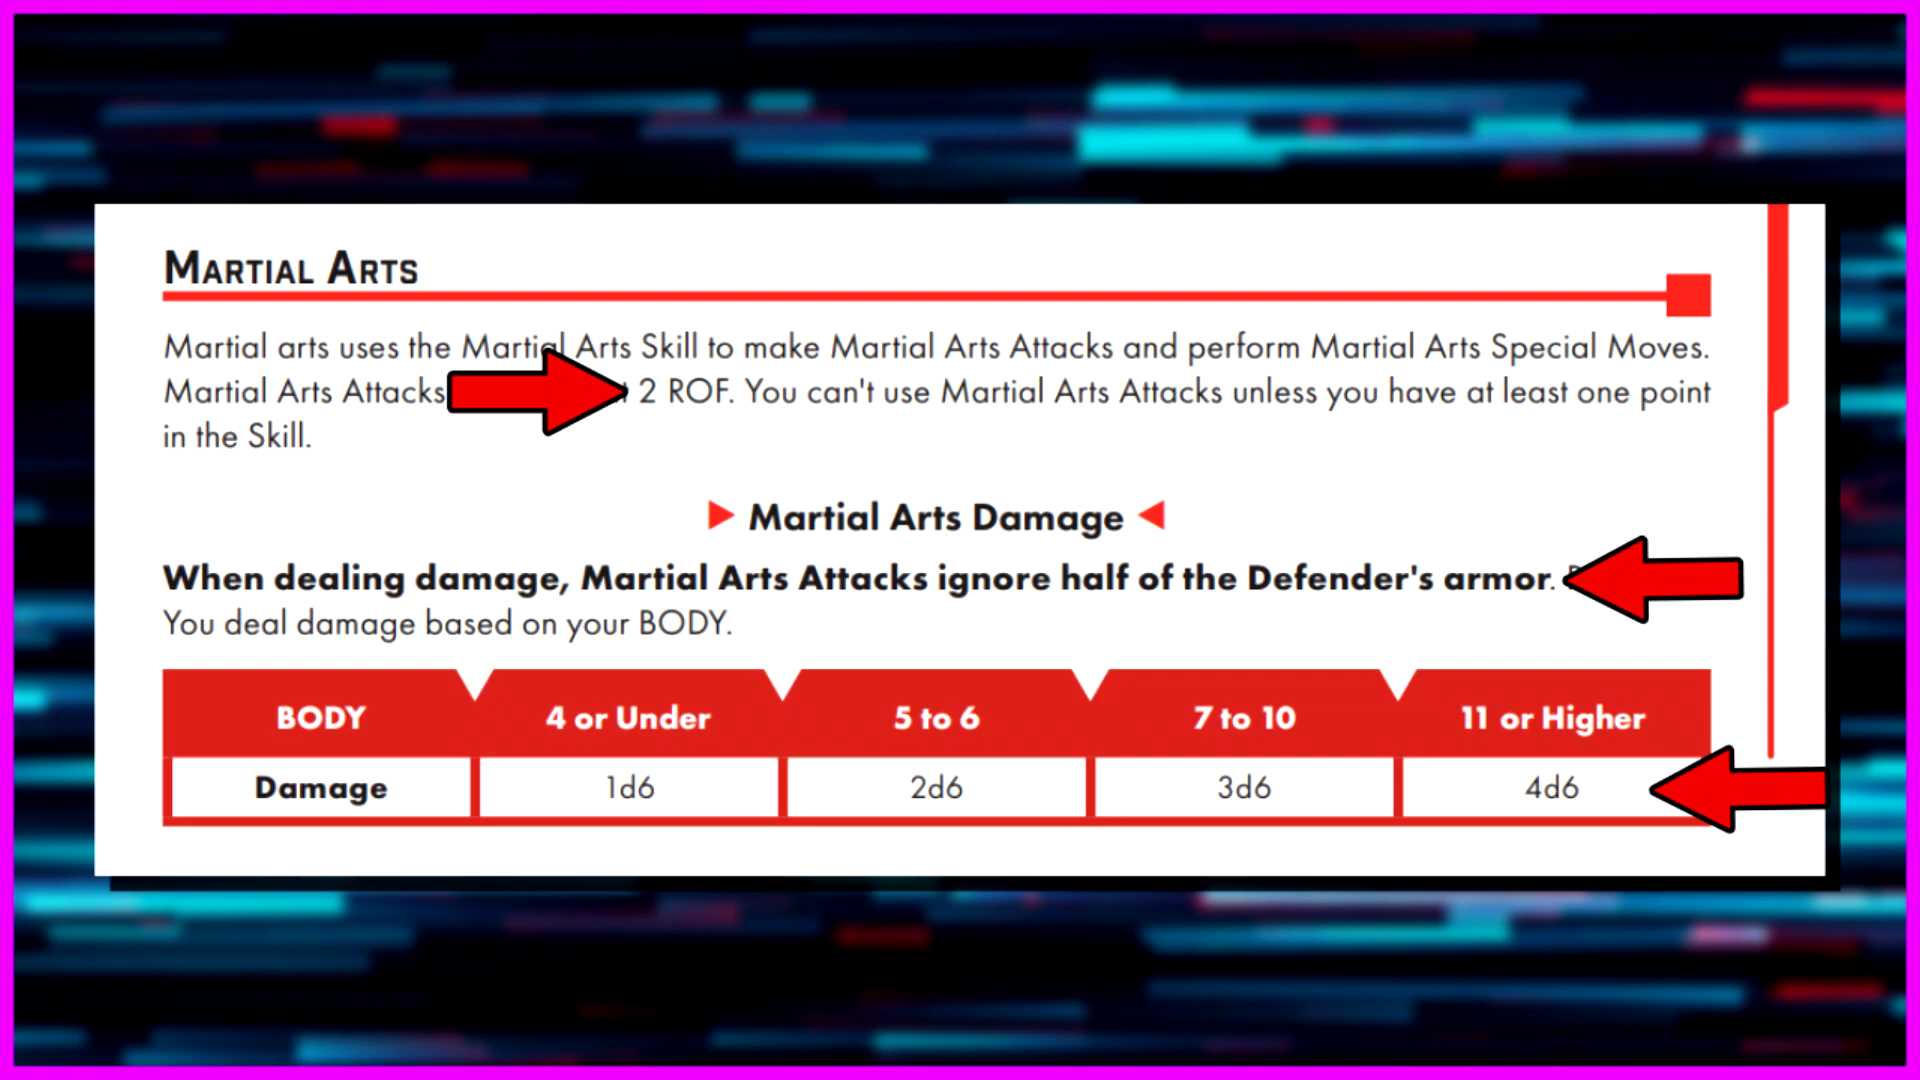 MARTIAL ARTS
Martial arts uses the Martial Arts Skill to make Martial Arts Attacks and perform Martial Arts Special Moves.
Martial Arts Attacks 2 ROF. You can't use Martial Arts Attacks unless you have at least one point
in the Skill.
Martial Arts Damage
When dealing damage, Martial Arts Attacks ignore half of the Defender's armor.
You deal damage based on your BODY.
BODY 4 or Under 5 to 6 7 to 10 11 or Higher
Damage 1d6 2d6 3d6 4d6